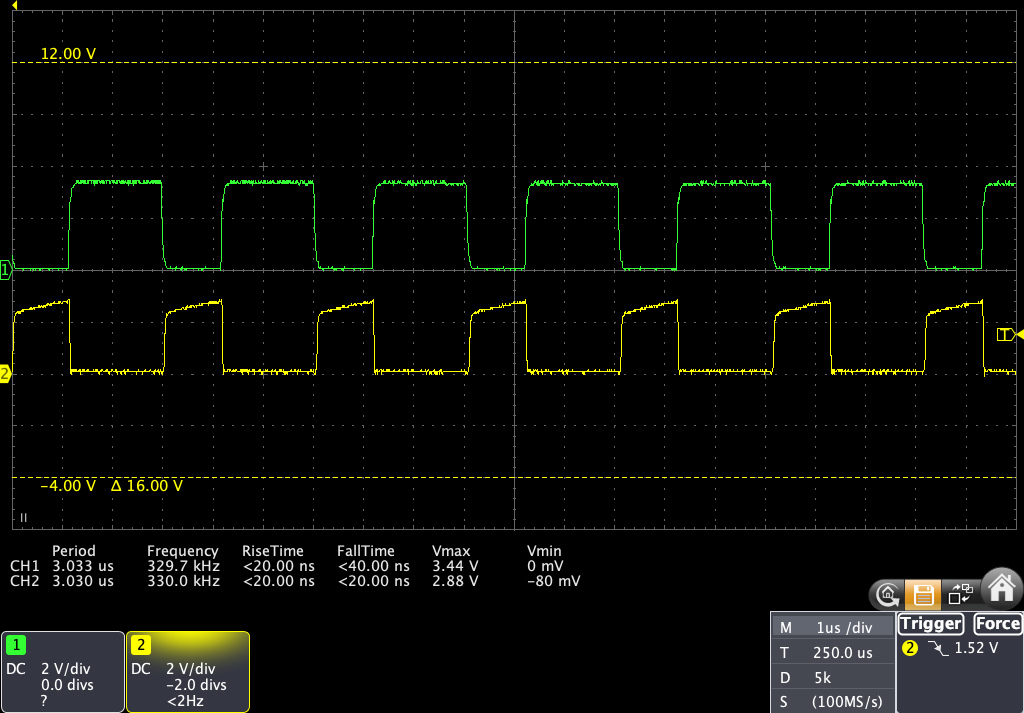 12.00 V
1
T
2
−4.00 V Δ 16.00 V
II
Period Frequency RiseTime FallTime Vmax Vmin
CH1 3.033 us 329.7 kHz <20.00 ns <40.00 ns 3.44 V 0 mV
CH2 3.030 us 330.0 kHz <20.00 ns <20.00 ns 2.88 V −80 mV
1
DC 2 V/div
0.0 divs
?
2
DC 2 V/div
−2.0 divs
<2Hz
M 1us /div
T 250.0 us
D 5k
S (100MS/s)
Trigger Force
2 1.52 V